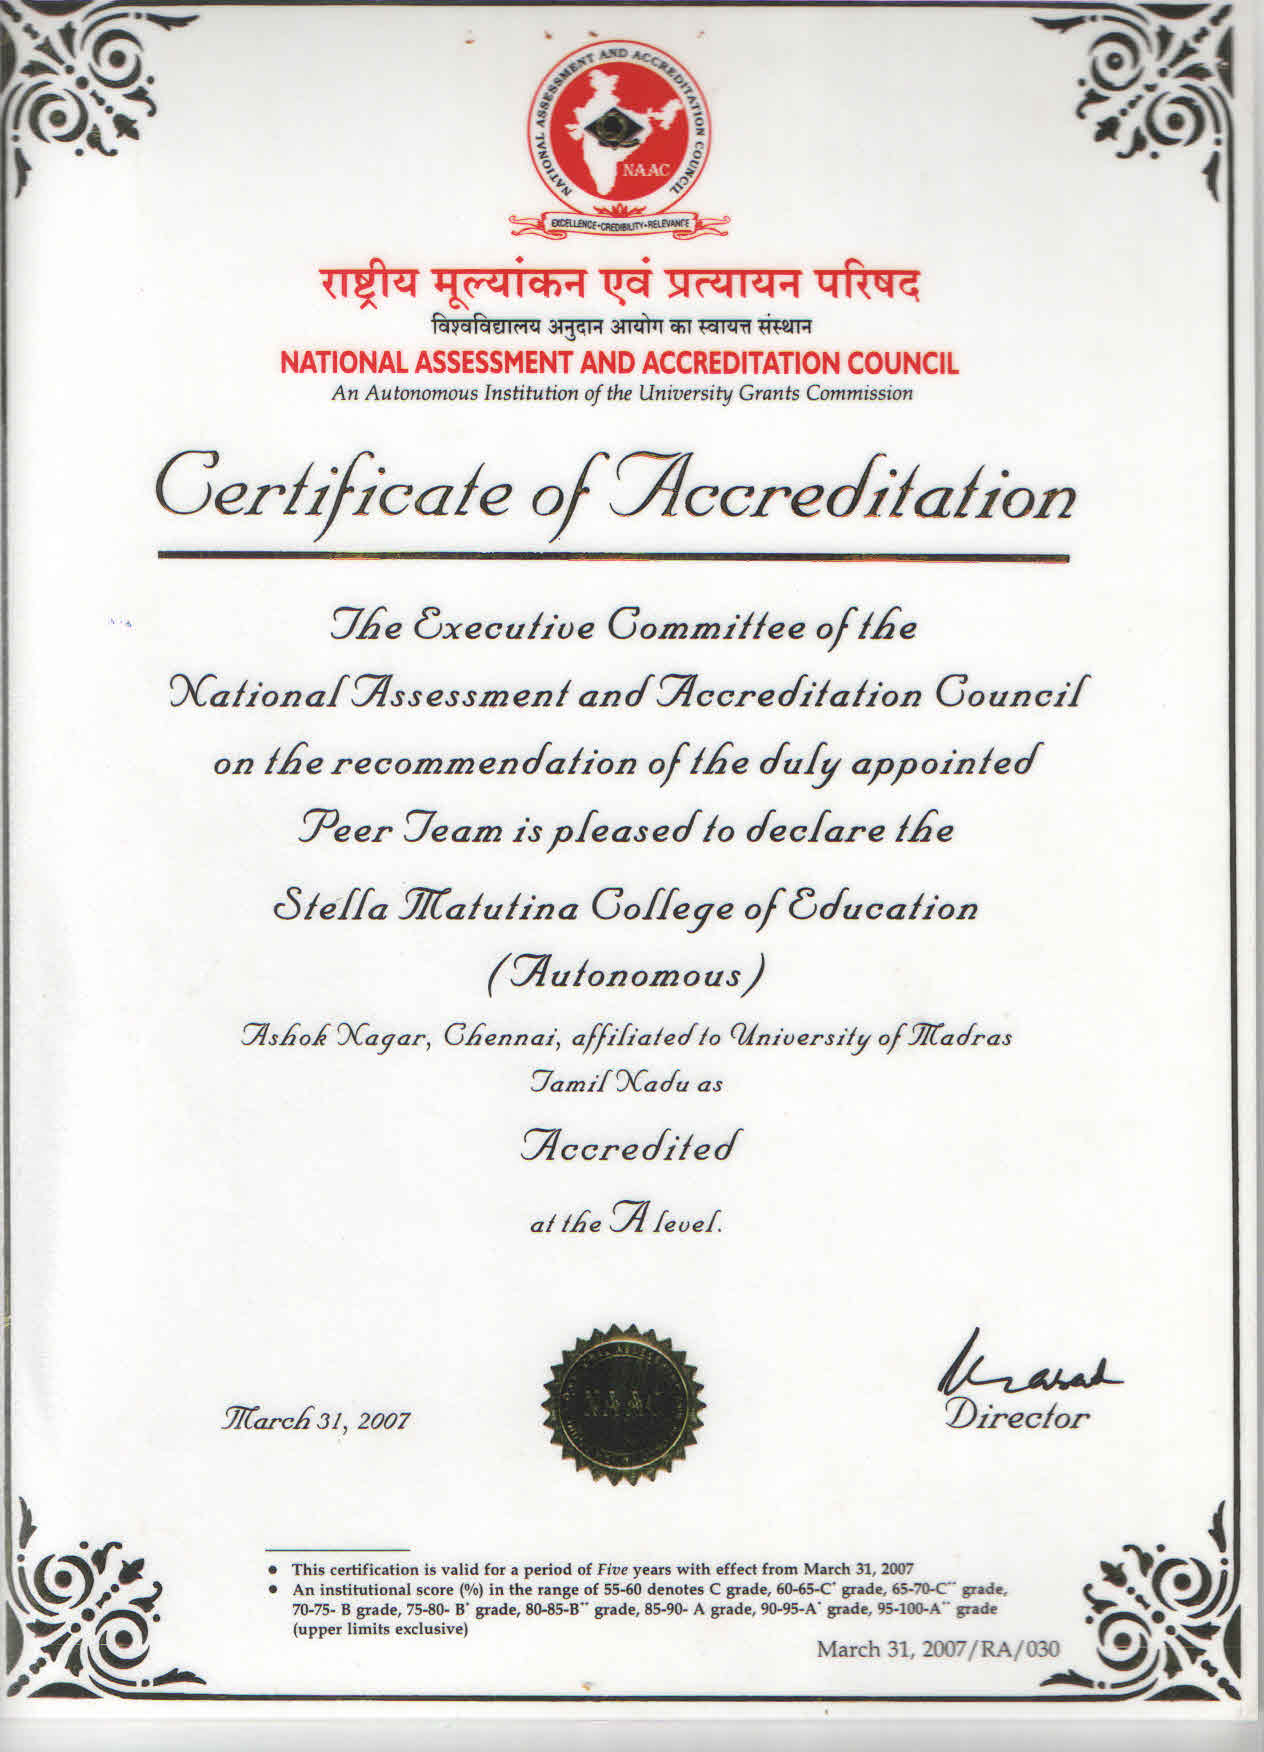 NATIONAL ASSESSMENT AND ACCREDITATION COUNCIL
NAAC
EXCELLENCE•CREDIBILITY•RELEVANCE
राष्ट्रीय मूल्यांकन एवं प्रत्यायन परिषद
विश्वविद्यालय अनुदान आयोग का स्वायत्त संस्थान
NATIONAL ASSESSMENT AND ACCREDITATION COUNCIL
An Autonomous Institution of the University Grants Commission
Certificate of Accreditation
The Executive Committee of the
National Assessment and Accreditation Council
on the recommendation of the duly appointed
Peer Team is pleased to declare the
Stella Matutina College of Education
(Autonomous)
Ashok Nagar, Chennai, affiliated to University of Madras
Tamil Nadu as
Accredited
at the A level.
NAAC
March 31, 2007
Director
• This certification is valid for a period of Five years with effect from March 31, 2007
• An institutional score (%) in the range of 55-60 denotes C grade, 60-65-C⁺ grade, 65-70-C⁺⁺ grade,
70-75- B grade, 75-80- B⁺ grade, 80-85-B⁺⁺ grade, 85-90- A grade, 90-95-A⁺ grade, 95-100-A⁺⁺ grade
(upper limits exclusive)
March 31, 2007/RA/030